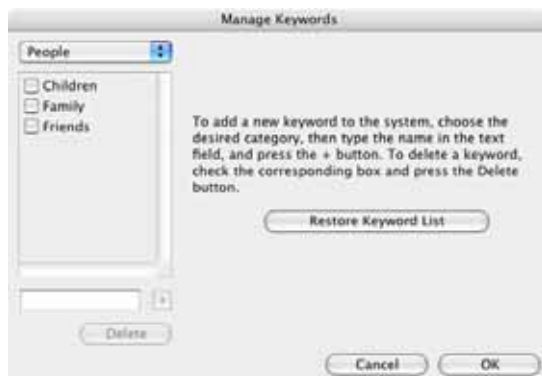 Manage Keywords
People
Children
Family
Friends
To add a new keyword to the system, choose the
desired category, then type the name in the text
field, and press the + button. To delete a keyword,
check the corresponding box and press the Delete
button.
Restore Keyword List
+
Delete
Cancel
OK